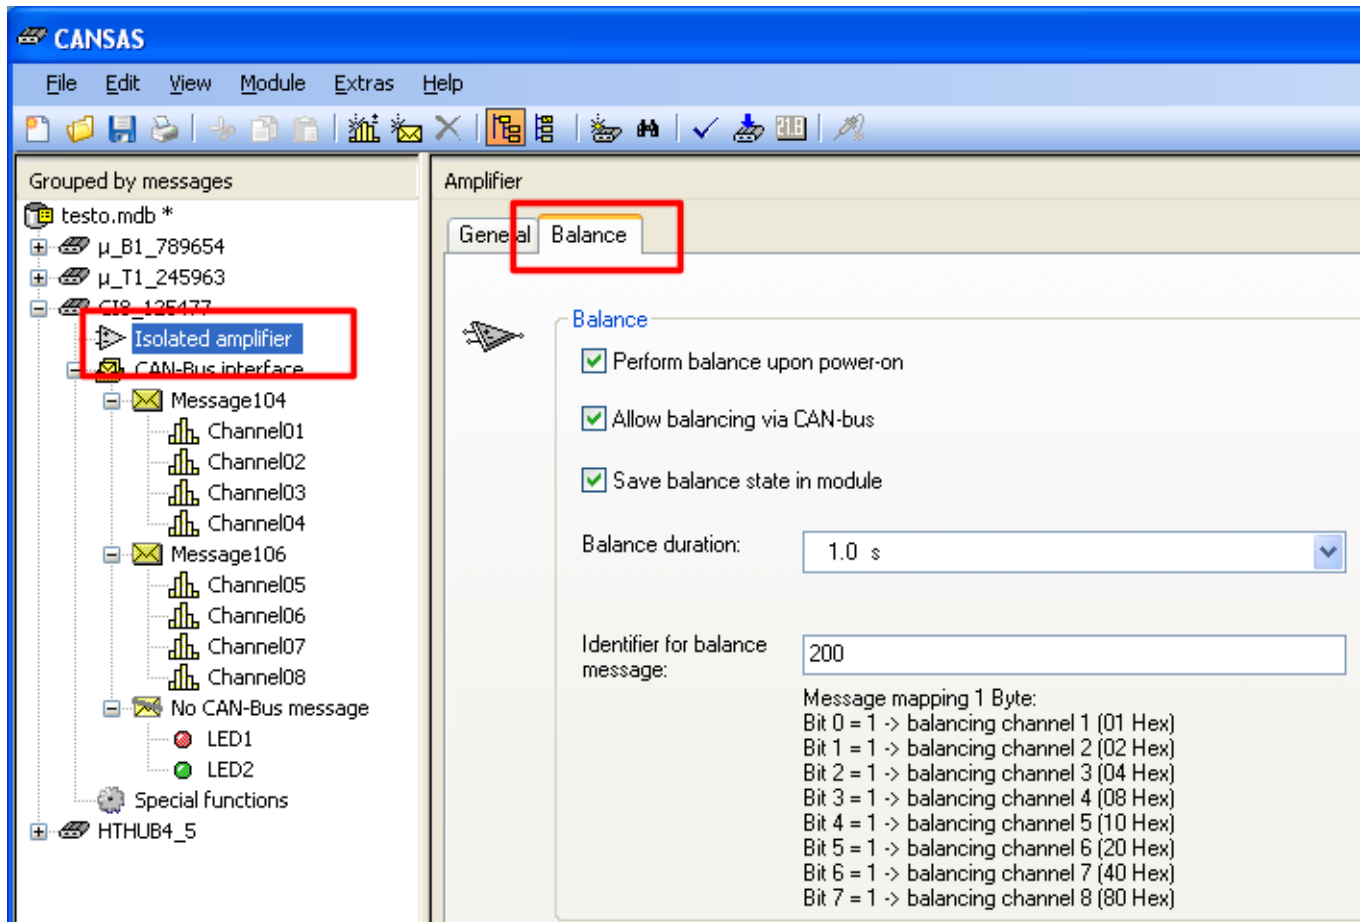 CANSAS
File Edit View Module Extras Help
21.8
Grouped by messages
testo.mdb *
µ_B1_789654
µ_T1_245963
CI8_125477
Isolated amplifier
CAN-Bus interface
Message104
Channel01
Channel02
Channel03
Channel04
Message106
Channel05
Channel06
Channel07
Channel08
No CAN-Bus message
LED1
LED2
Special functions
HTHUB4_5
Amplifier
General Balance
Balance
Perform balance upon power-on
Allow balancing via CAN-bus
Save balance state in module
Balance duration: 1.0 s
Identifier for balance
message: 200
Message mapping 1 Byte:
Bit 0 = 1 -> balancing channel 1 (01 Hex)
Bit 1 = 1 -> balancing channel 2 (02 Hex)
Bit 2 = 1 -> balancing channel 3 (04 Hex)
Bit 3 = 1 -> balancing channel 4 (08 Hex)
Bit 4 = 1 -> balancing channel 5 (10 Hex)
Bit 5 = 1 -> balancing channel 6 (20 Hex)
Bit 6 = 1 -> balancing channel 7 (40 Hex)
Bit 7 = 1 -> balancing channel 8 (80 Hex)